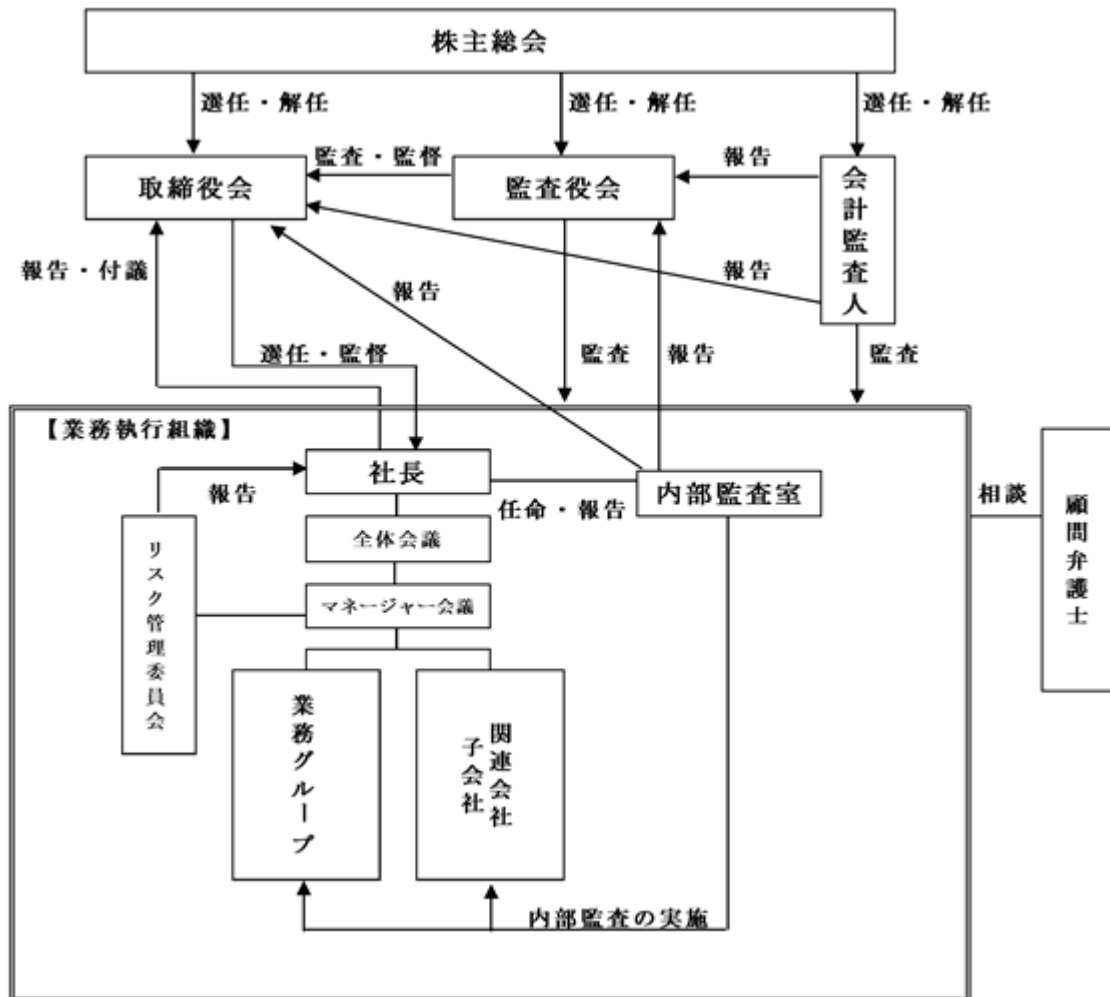 株主総会
選任・解任
選任・解任
選任・解任
取締役会
監査・監督
監査役会
報告
会計監査人
報告・付議
報告
報告
選任・監督
監査
報告
監査
【業務執行組織】
社長
報告
任命・報告
内部監査室
相談
顧問弁護士
全体会議
リスク管理委員会
マネージャー会議
業務グループ
関連会社
子会社
内部監査の実施